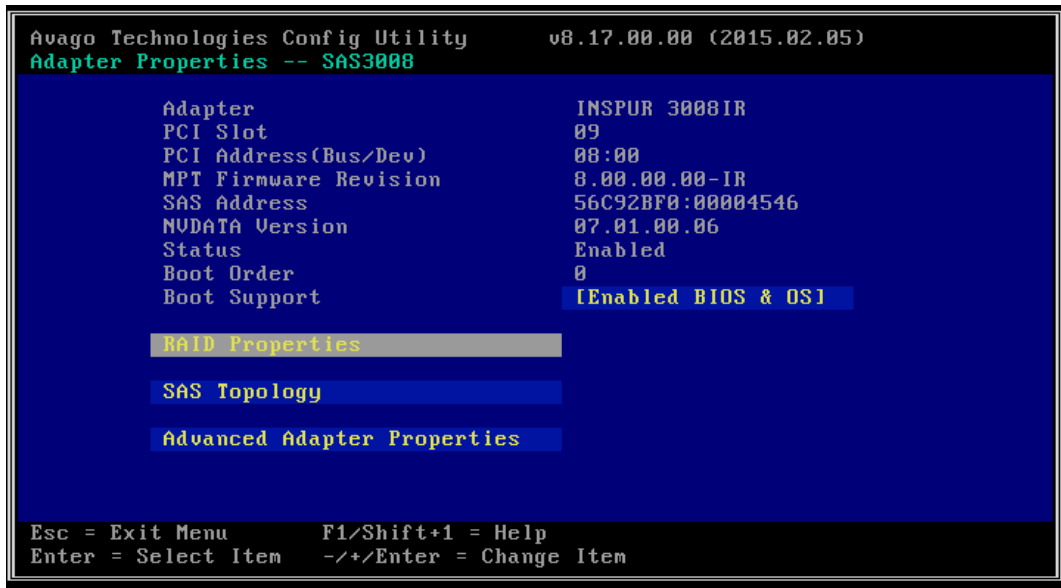 Avago Technologies Config Utility v8.17.00.00 (2015.02.05)
Adapter Properties -- SAS3008
Adapter INSPUR 3008IR
PCI Slot 09
PCI Address(Bus/Dev) 08:00
MPT Firmware Revision 8.00.00.00-IR
SAS Address 56C92BF0:00004546
NVDATA Version 07.01.00.06
Status Enabled
Boot Order 0
Boot Support [Enabled BIOS & OS]
RAID Properties
SAS Topology
Advanced Adapter Properties
Esc = Exit Menu F1/Shift+1 = Help
Enter = Select Item -/+/Enter = Change Item